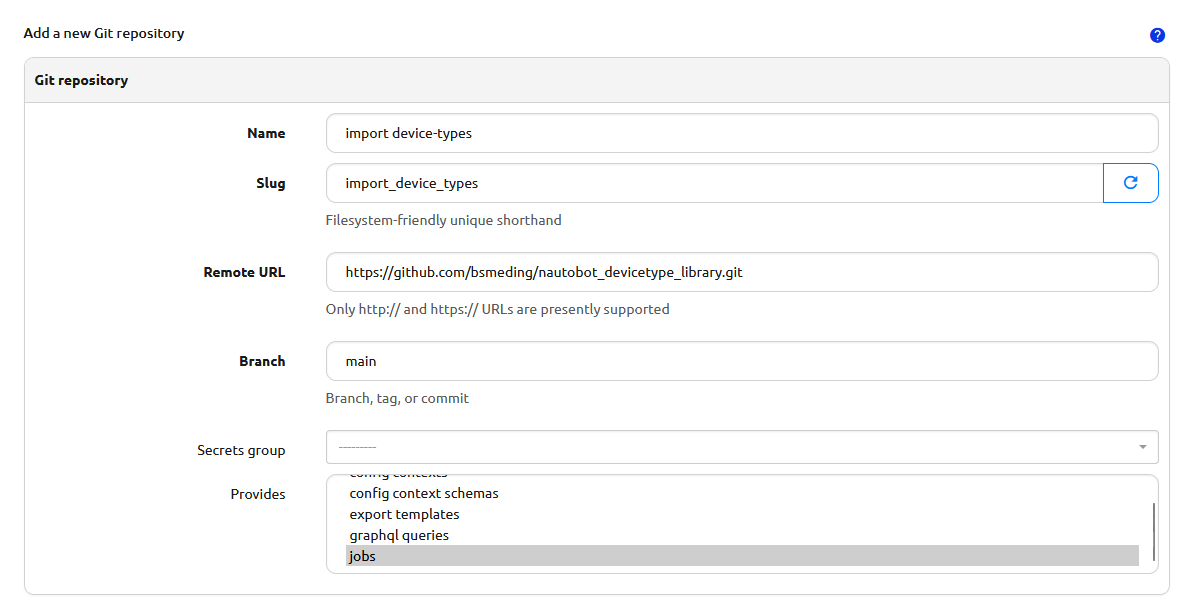 Add a new Git repository
?
Git repository
Name
import device-types
Slug
import_device_types
Filesystem-friendly unique shorthand
Remote URL
https://github.com/bsmeding/nautobot_devicetype_library.git
Only http:// and https:// URLs are presently supported
Branch
main
Branch, tag, or commit
Secrets group
---------
Provides
config contexts
config context schemas
export templates
graphql queries
jobs